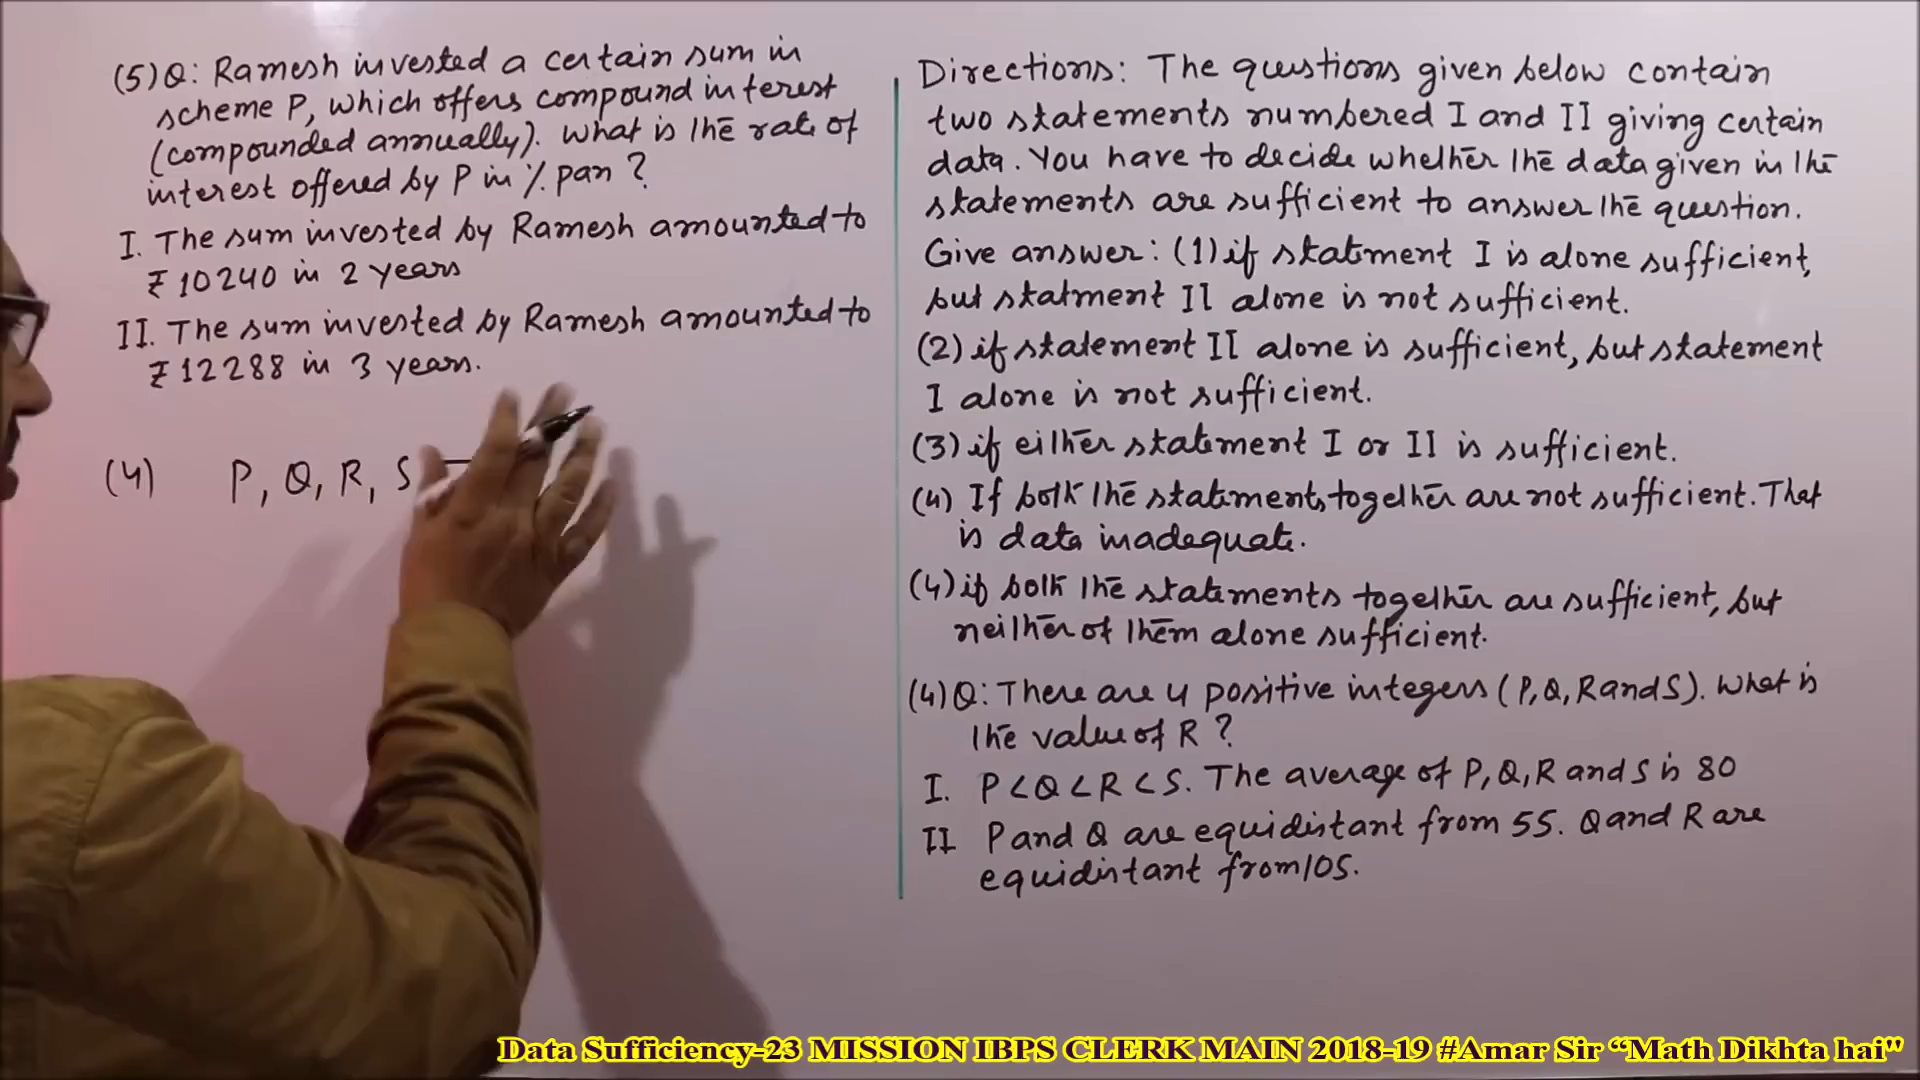 (5)Q: Ramesh invested a certain sum in
scheme P, which offers compound interest
(compounded annually). What is the rate of
interest offered by P in % pan ?
I. The sum invested by Ramesh amounted to
₹ 10240 in 2 years
II. The sum invested by Ramesh amounted to
₹ 12288 in 3 years.
(4) P, Q, R, S
Directions: The questions given below contain
two statements numbered I and II giving certain
data. You have to decide whether the data given in the
statements are sufficient to answer the question.
Give answer: (1) if statement I is alone sufficient,
but statment II alone is not sufficient.
(2) if statement II alone is sufficient, but statement
I alone is not sufficient.
(3) if either statement I or II is sufficient.
(4) If both the statements together are not sufficient. That
is data inadequate.
(4) if both the statements together are sufficient, but
neither of them alone sufficient.
(4)Q: There are 4 positive integers (P,Q,R and S). What is
the value of R ?
I. P<Q<R<S. The average of P,Q,R and S is 80
II P and Q are equidistant from 55. Q and R are
equidistant from 105.
Data Sufficiency-23 MISSION IBPS CLERK MAIN 2018-19 #Amar Sir “Math Dikhta hai"